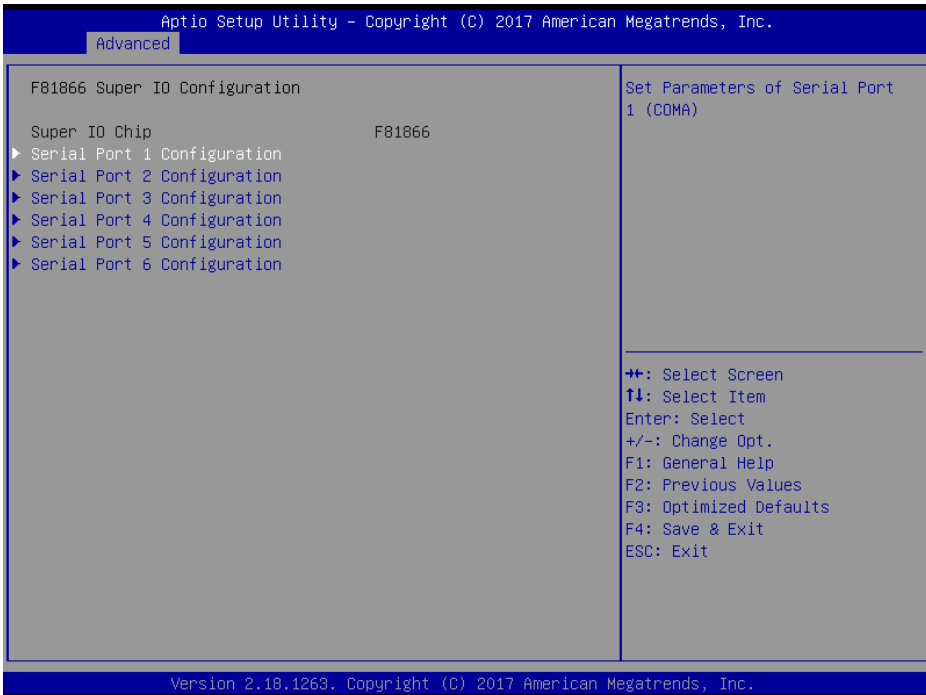 Aptio Setup Utility – Copyright (C) 2017 American Megatrends, Inc.
Advanced
F81866 Super IO Configuration
Super IO Chip F81866
▶ Serial Port 1 Configuration
▶ Serial Port 2 Configuration
▶ Serial Port 3 Configuration
▶ Serial Port 4 Configuration
▶ Serial Port 5 Configuration
▶ Serial Port 6 Configuration
Set Parameters of Serial Port
1 (COMA)
→←: Select Screen
↑↓: Select Item
Enter: Select
+/-: Change Opt.
F1: General Help
F2: Previous Values
F3: Optimized Defaults
F4: Save & Exit
ESC: Exit
Version 2.18.1263. Copyright (C) 2017 American Megatrends, Inc.